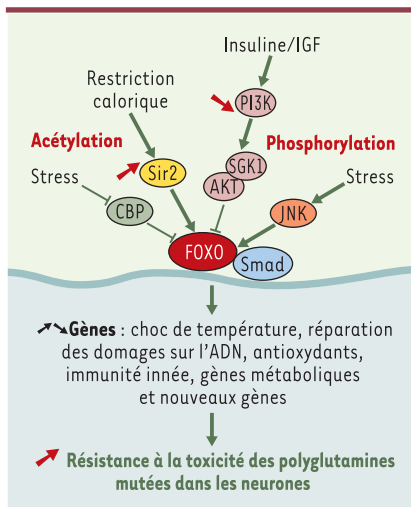 Insuline/IGF
Restriction
calorique
PI3K
Acétylation
Phosphorylation
SGK1
AKT
Stress
Sir2
Stress
CBP
JNK
FOXO
Smad
Gènes : choc de température, réparation
des domages sur l'ADN, antioxydants,
immunité innée, gènes métaboliques
et nouveaux gènes
Résistance à la toxicité des polyglutamines
mutées dans les neurones